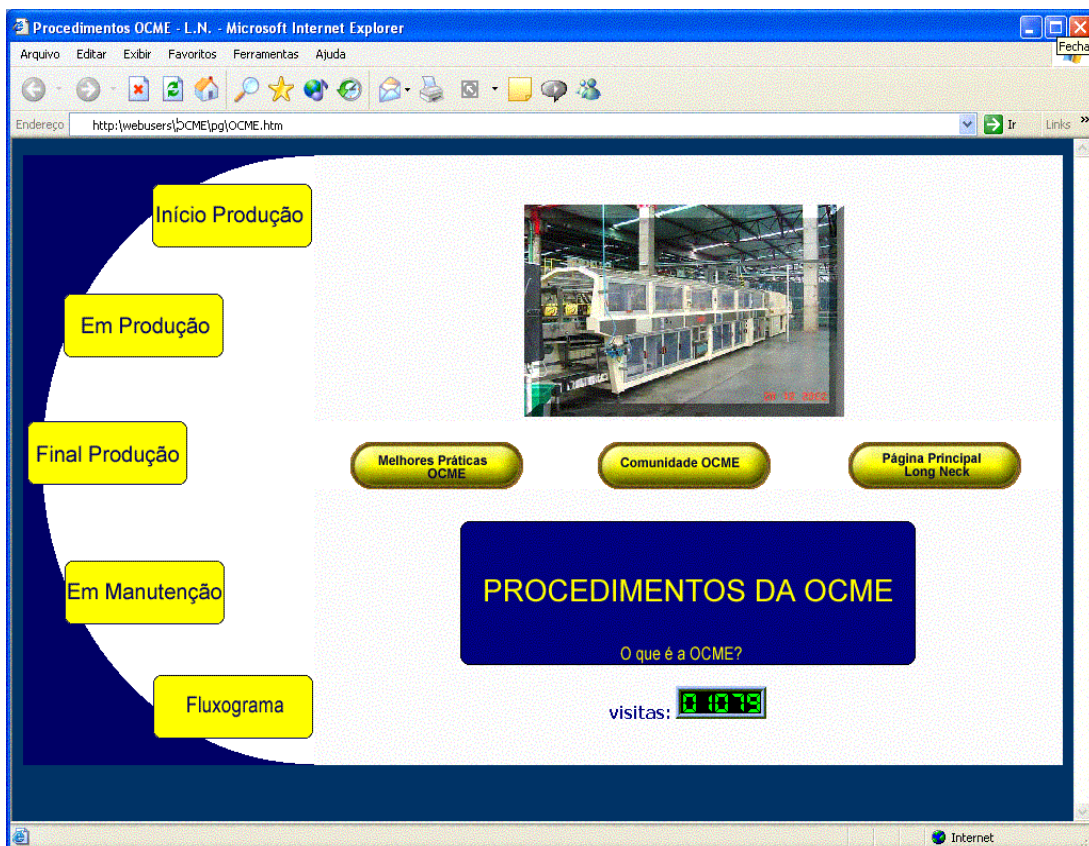 Procedimentos OCME - L.N. - Microsoft Internet Explorer
Fecha
Arquivo Editar Exibir Favoritos Ferramentas Ajuda
Endereço http:\webusers\OCME\pg\OCME.htm Ir Links »
Início Produção
Em Produção
Final Produção
Em Manutenção
Fluxograma
Melhores Práticas
OCME
Comunidade OCME
Página Principal
Long Neck
PROCEDIMENTOS DA OCME
O que é a OCME?
visitas: 01079
Internet